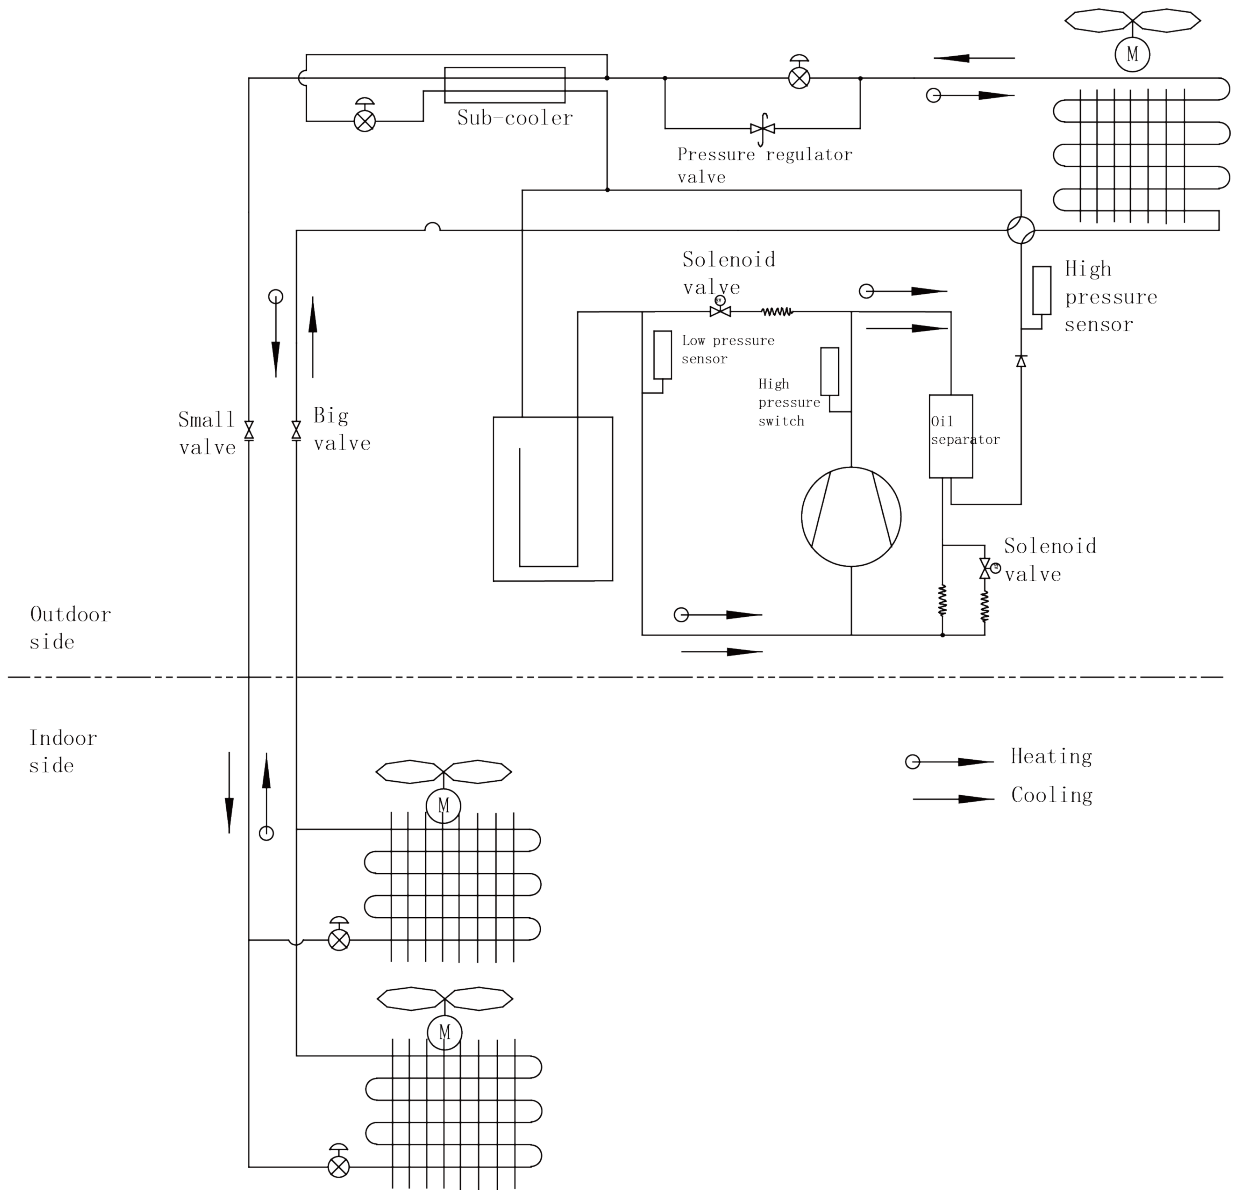 M
Sub-cooler
Pressure regulator
valve
Solenoid
valve
High
pressure
sensor
Low pressure
sensor
High
pressure
switch
Small
valve
Big
valve
Oil
separator
Solenoid
valve
Outdoor
side
Indoor
side
Heating
Cooling
M
M